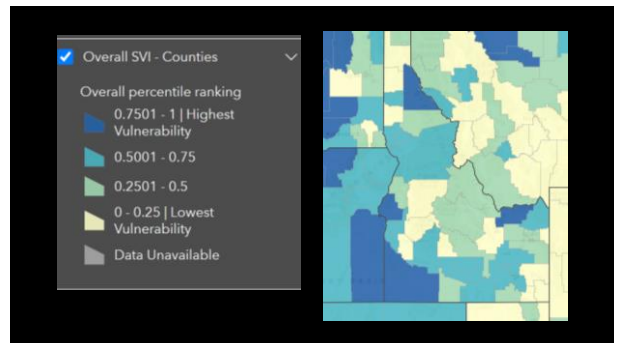 Overall SVI - Counties
Overall percentile ranking
0.7501 - 1 | Highest
Vulnerability
0.5001 - 0.75
0.2501 - 0.5
0 - 0.25 | Lowest
Vulnerability
Data Unavailable